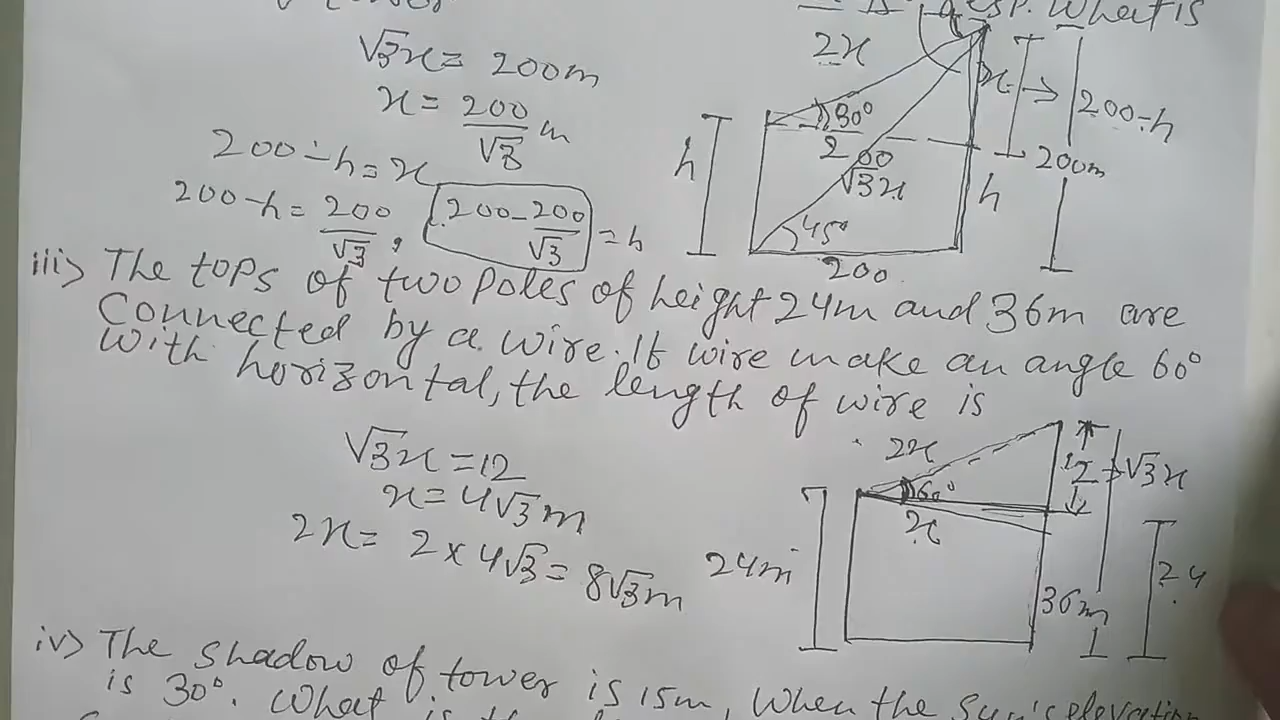 What is
√3x = 200m
x = 200/√3 m
200 - h = x
200 - h = 200/√3 , 200 - 200/√3 = h
2x
30°
x
200-h
h
200
√3x
200m
h
45°
200
iii) The tops of two poles of height 24m and 36m are
Connected by a wire. If wire make an angle 60°
with horizontal, the length of wire is
√3x = 12
x = 4√3 m
2x = 2 × 4√3 = 8√3 m
2x
12
√3x
60°
x
24m
36m
24
iv) The shadow of tower is 15m, when the Sun's elevation
is 30°. What is the